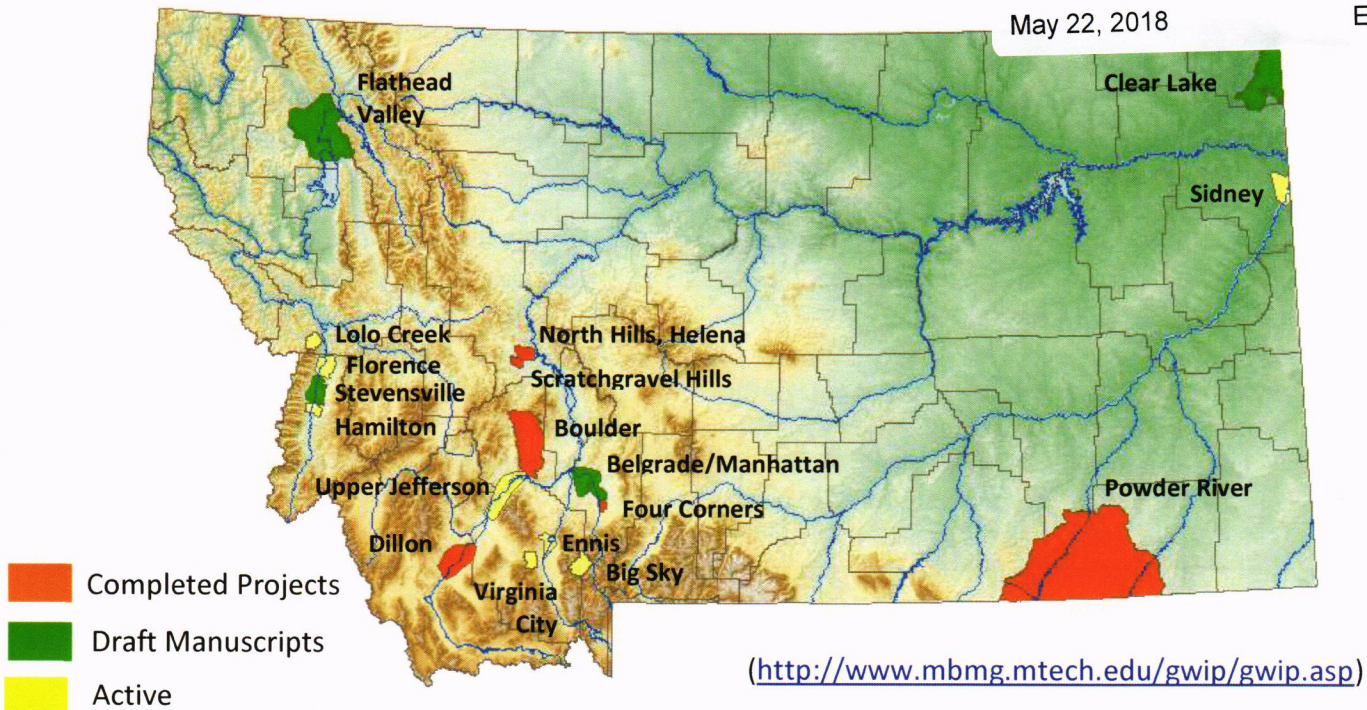 May 22, 2018
E
Flathead
Valley
Clear Lake
Sidney
Lolo Creek
North Hills, Helena
Florence
Scratchgravel Hills
Stevensville
Hamilton
Boulder
Belgrade/Manhattan
Upper Jefferson
Powder River
Four Corners
Dillon
Ennis
Big Sky
Virginia
City
Completed Projects
Draft Manuscripts
Active
(http://www.mbmg.mtech.edu/gwip/gwip.asp)